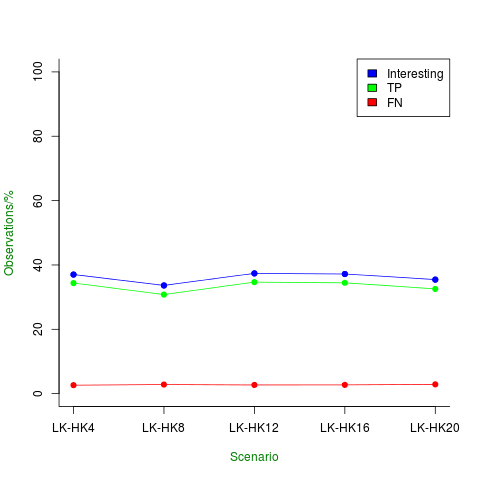 Interesting
TP
FN
100
80
60
40
20
0
Observations/%
LK-HK4 LK-HK8 LK-HK12 LK-HK16 LK-HK20
Scenario